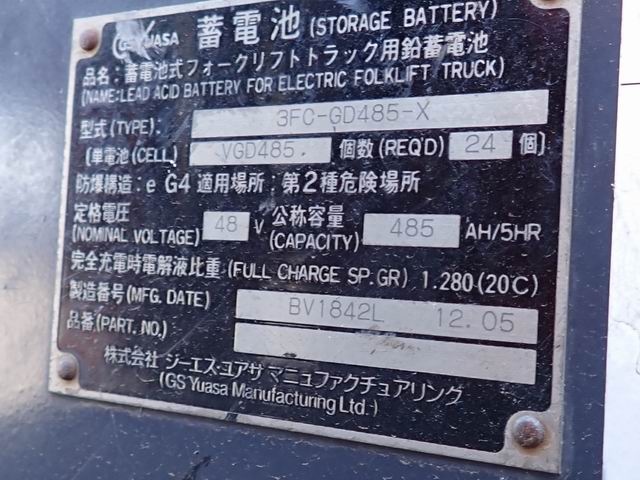 GS YUASA 蓄電池 (STORAGE BATTERY)
品名：蓄電池式フォークリフトトラック用鉛蓄電池
(NAME:LEAD ACID BATTERY FOR ELECTRIC FOLKLIFT TRUCK)
型式(TYPE): 3FC-GD485-X
[単電池(CELL) VGD485. 個数(REQ'D) 24 個]
防爆構造：e G4 適用場所：第2種危険場所
定格電圧 48 V 公称容量 485 AH/5HR
(NOMINAL VOLTAGE) (CAPACITY)
完全充電時電解液比重(FULL CHARGE SP.GR) 1.280(20℃)
製造番号(MFG. DATE) BV1842L 12.05
品番(PART. NO.)
株式会社 ジーエス・ユアサ マニュファクチュアリング
(GS Yuasa Manufacturing Ltd.)